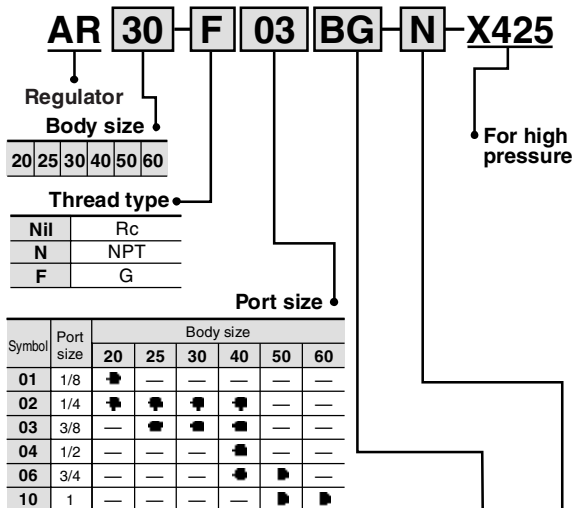 AR 30 - F 03 BG - N - X425
Regulator
Body size
20 25 30 40 50 60
For high
pressure
Thread type
Nil Rc
N NPT
F G
Port size
Symbol Port size Body size
20 25 30 40 50 60
01 1/8 — — — — —
02 1/4 — —
03 3/8 — — —
04 1/2 — — — — —
06 3/4 — — — —
10 1 — — — —